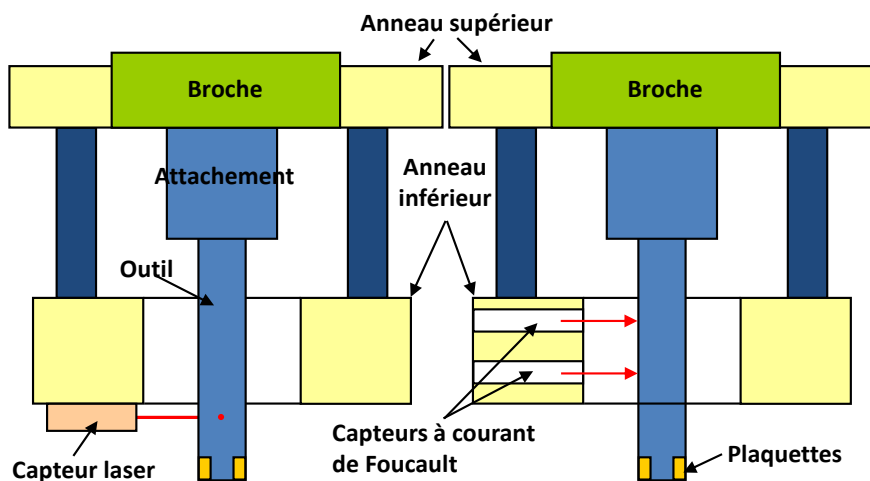 Anneau supérieur
Broche
Broche
Attachement
Anneau
inférieur
Outil
Capteur laser
Capteurs à courant
de Foucault
Plaquettes